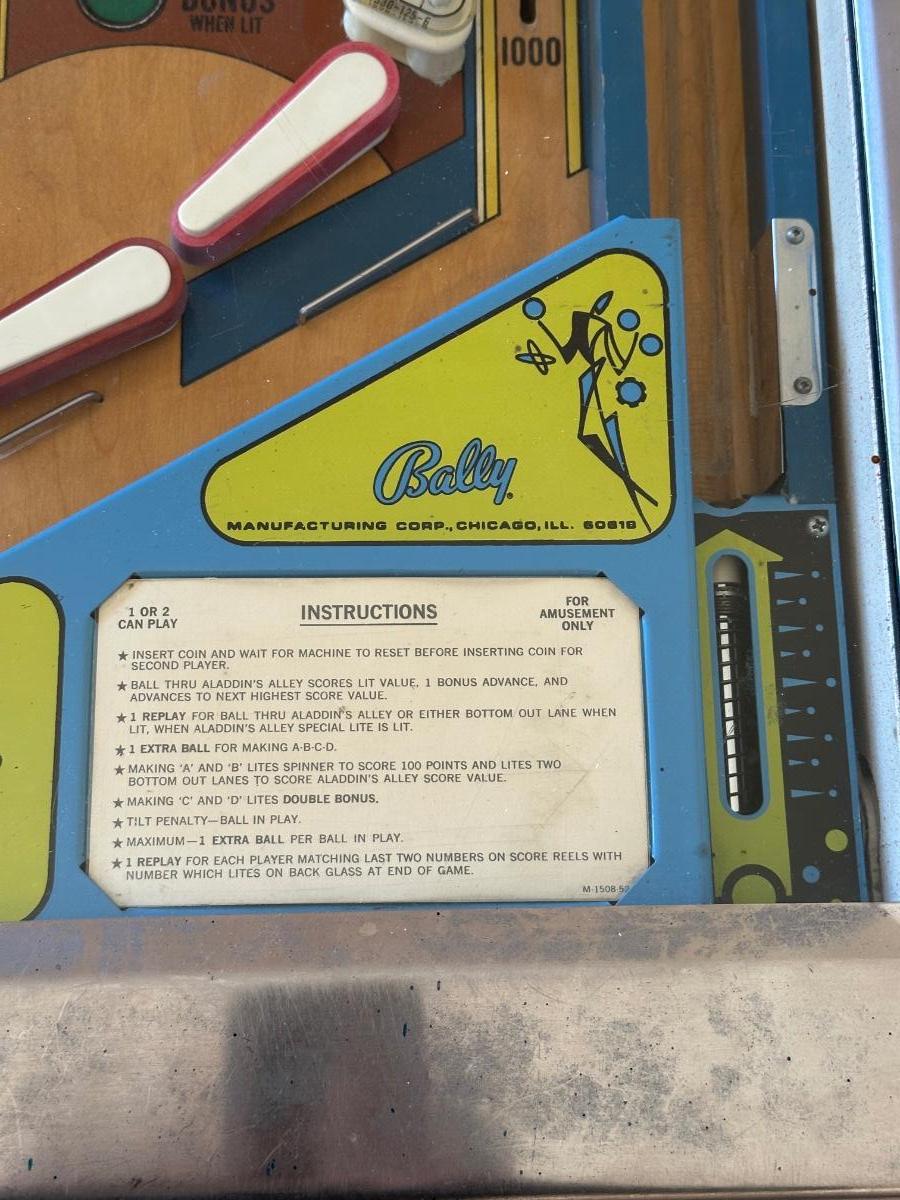 BONUS
WHEN LIT
1000
Bally
MANUFACTURING CORP., CHICAGO, ILL. 60618
1 OR 2
CAN PLAY
INSTRUCTIONS
FOR
AMUSEMENT
ONLY
★ INSERT COIN AND WAIT FOR MACHINE TO RESET BEFORE INSERTING COIN FOR
SECOND PLAYER.
★ BALL THRU ALADDIN'S ALLEY SCORES LIT VALUE, 1 BONUS ADVANCE, AND
ADVANCES TO NEXT HIGHEST SCORE VALUE.
★ 1 REPLAY FOR BALL THRU ALADDIN'S ALLEY OR EITHER BOTTOM OUT LANE WHEN
LIT, WHEN ALADDIN'S ALLEY SPECIAL LITE IS LIT.
★ 1 EXTRA BALL FOR MAKING A-B-C-D.
★ MAKING 'A' AND 'B' LITES SPINNER TO SCORE 100 POINTS AND LITES TWO
BOTTOM OUT LANES TO SCORE ALADDIN'S ALLEY SCORE VALUE.
★ MAKING 'C' AND 'D' LITES DOUBLE BONUS.
★ TILT PENALTY—BALL IN PLAY.
★ MAXIMUM—1 EXTRA BALL PER BALL IN PLAY.
★ 1 REPLAY FOR EACH PLAYER MATCHING LAST TWO NUMBERS ON SCORE REELS WITH
NUMBER WHICH LITES ON BACK GLASS AT END OF GAME.
M-1508-52